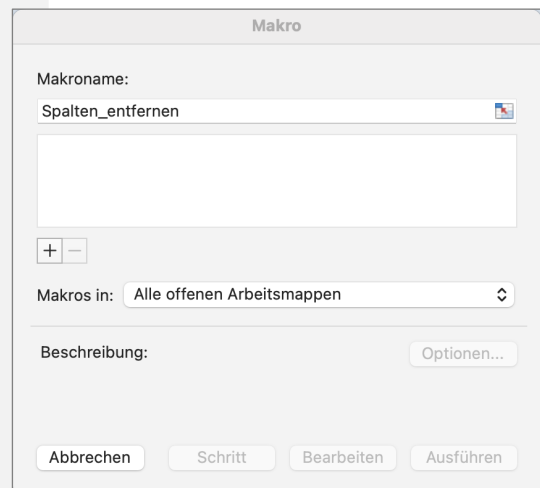 Makro
Makroname:
Spalten_entfernen
+ −
Makros in: Alle offenen Arbeitsmappen
Beschreibung: Optionen...
Abbrechen Schritt Bearbeiten Ausführen